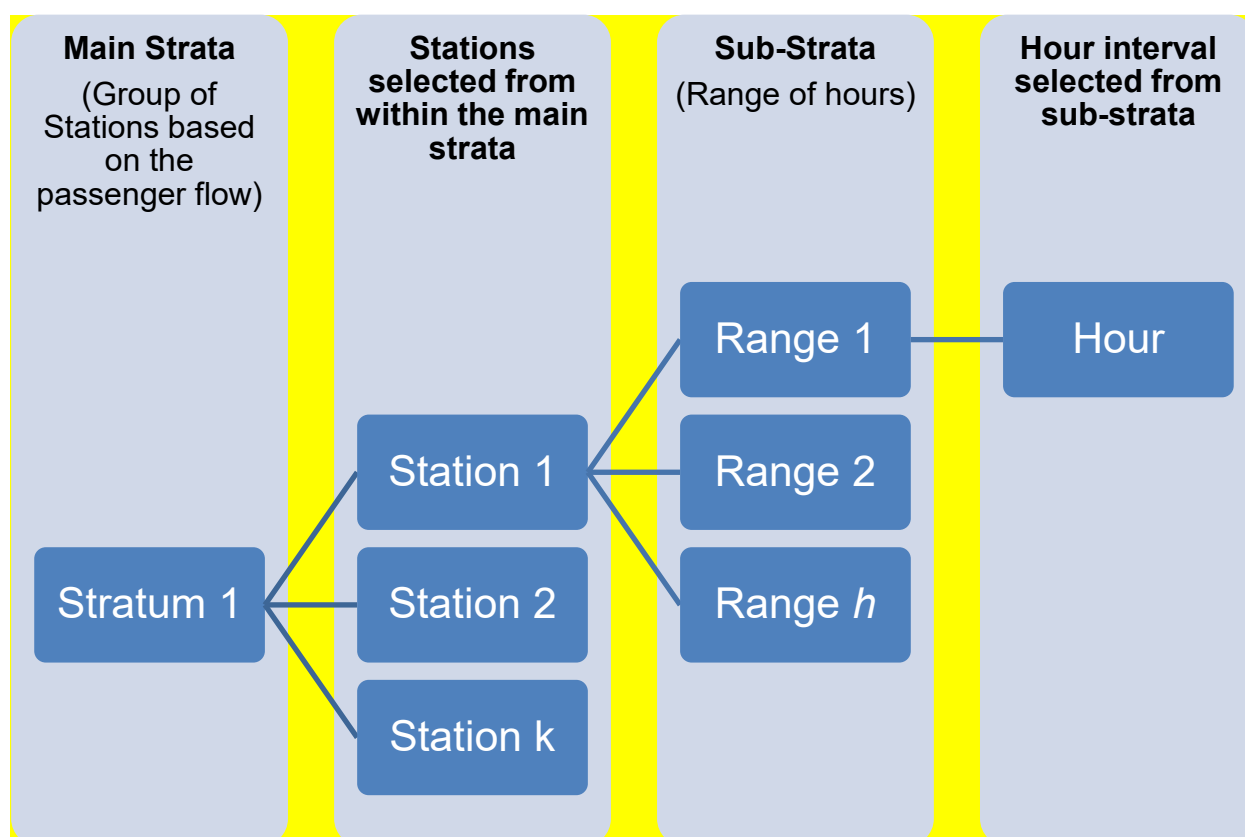 Main Strata
(Group of
Stations based
on the
passenger flow)
Stations
selected from
within the main
strata
Sub-Strata
(Range of hours)
Hour interval
selected from
sub-strata
Stratum 1
Station 1
Station 2
Station k
Range 1
Range 2
Range h
Hour